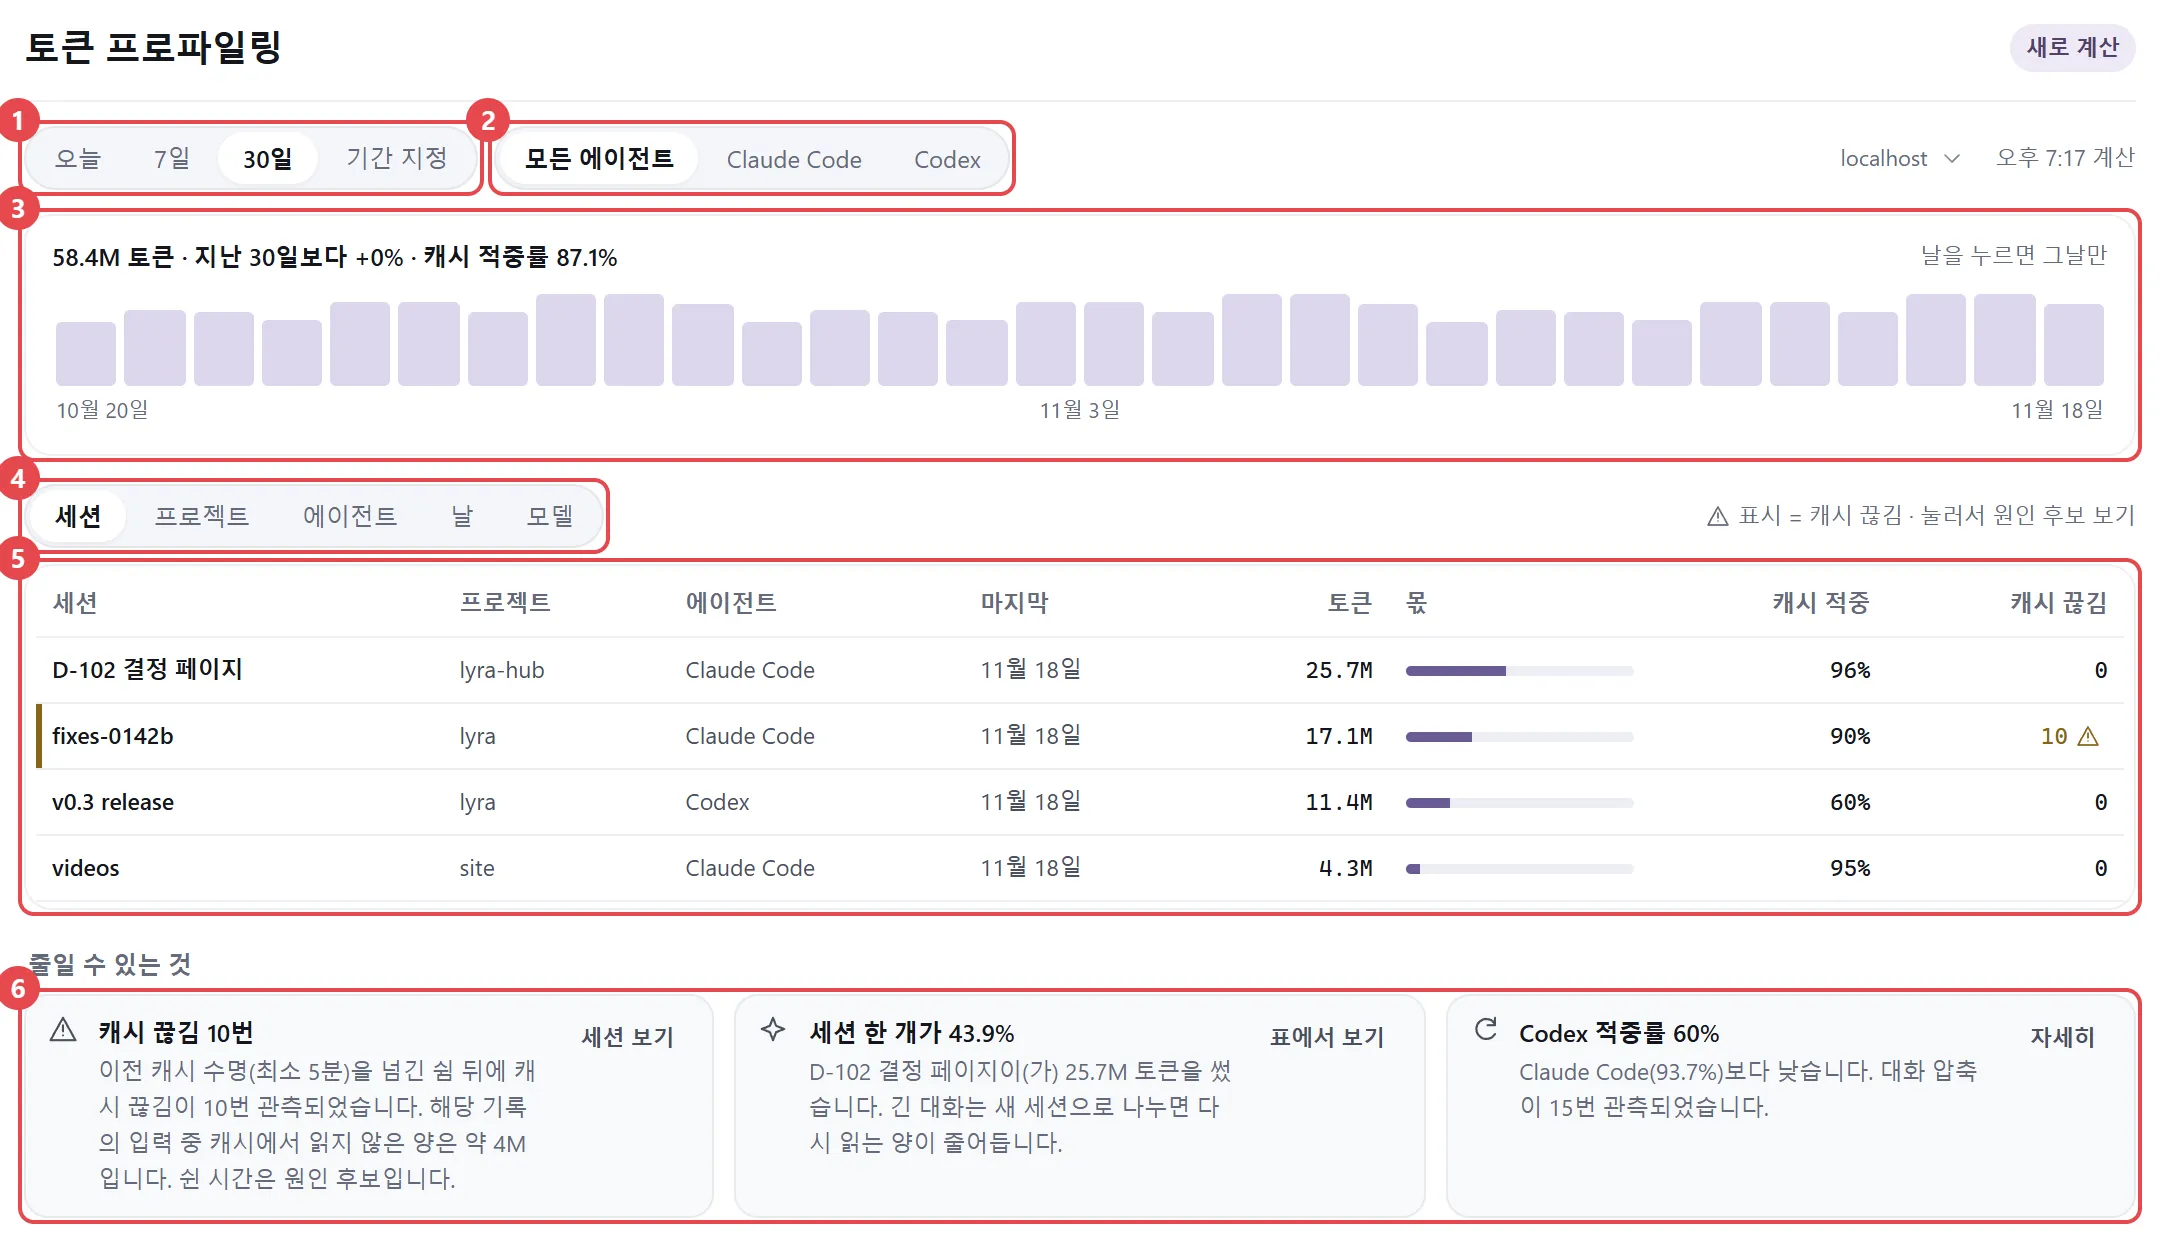 토큰 프로파일링
새로 계산
1
2
오늘 7일 30일 기간 지정
모든 에이전트 Claude Code Codex
localhost 오후 7:17 계산
3
58.4M 토큰 · 지난 30일보다 +0% · 캐시 적중률 87.1%
날을 누르면 그날만
10월 20일 11월 3일 11월 18일
4
세션 프로젝트 에이전트 날 모델
⚠ 표시 = 캐시 끊김 · 눌러서 원인 후보 보기
5
세션 프로젝트 에이전트 마지막 토큰 몫 캐시 적중 캐시 끊김
D-102 결정 페이지 lyra-hub Claude Code 11월 18일 25.7M 96% 0
fixes-0142b lyra Claude Code 11월 18일 17.1M 90% 10 ⚠
v0.3 release lyra Codex 11월 18일 11.4M 60% 0
videos site Claude Code 11월 18일 4.3M 95% 0
줄일 수 있는 것
6
캐시 끊김 10번
세션 보기
이전 캐시 수명(최소 5분)을 넘긴 쉼 뒤에 캐
시 끊김이 10번 관측되었습니다. 해당 기록
의 입력 중 캐시에서 읽지 않은 양은 약 4M
입니다. 쉰 시간은 원인 후보입니다.
세션 한 개가 43.9%
표에서 보기
D-102 결정 페이지이(가) 25.7M 토큰을 썼
습니다. 긴 대화는 새 세션으로 나누면 다
시 읽는 양이 줄어듭니다.
Codex 적중률 60%
자세히
Claude Code(93.7%)보다 낮습니다. 대화 압축
이 15번 관측되었습니다.